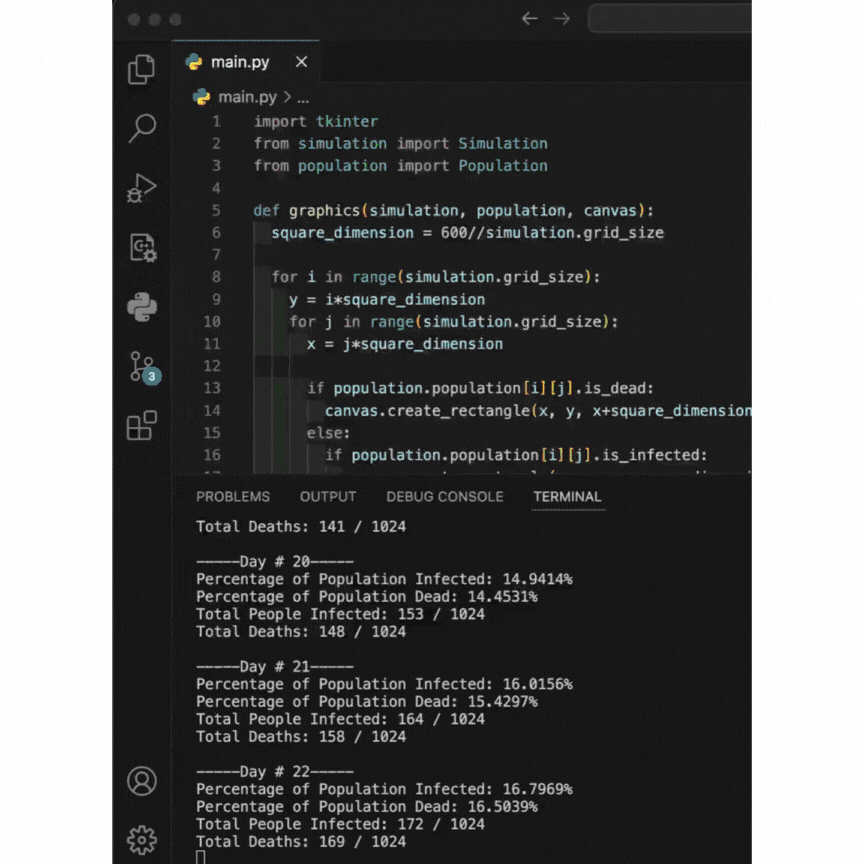 main.py
main.py > ...
1 import tkinter
2 from simulation import Simulation
3 from population import Population
4
5 def graphics(simulation, population, canvas):
6 square_dimension = 600//simulation.grid_size
7
8 for i in range(simulation.grid_size):
9 y = i*square_dimension
10 for j in range(simulation.grid_size):
11 x = j*square_dimension
12
13 if population.population[i][j].is_dead:
14 canvas.create_rectangle(x, y, x+square_dimension
15 else:
16 if population.population[i][j].is_infected:
3
PROBLEMS OUTPUT DEBUG CONSOLE TERMINAL
Total Deaths: 141 / 1024
-----Day # 20-----
Percentage of Population Infected: 14.9414%
Percentage of Population Dead: 14.4531%
Total People Infected: 153 / 1024
Total Deaths: 148 / 1024
-----Day # 21-----
Percentage of Population Infected: 16.0156%
Percentage of Population Dead: 15.4297%
Total People Infected: 164 / 1024
Total Deaths: 158 / 1024
-----Day # 22-----
Percentage of Population Infected: 16.7969%
Percentage of Population Dead: 16.5039%
Total People Infected: 172 / 1024
Total Deaths: 169 / 1024